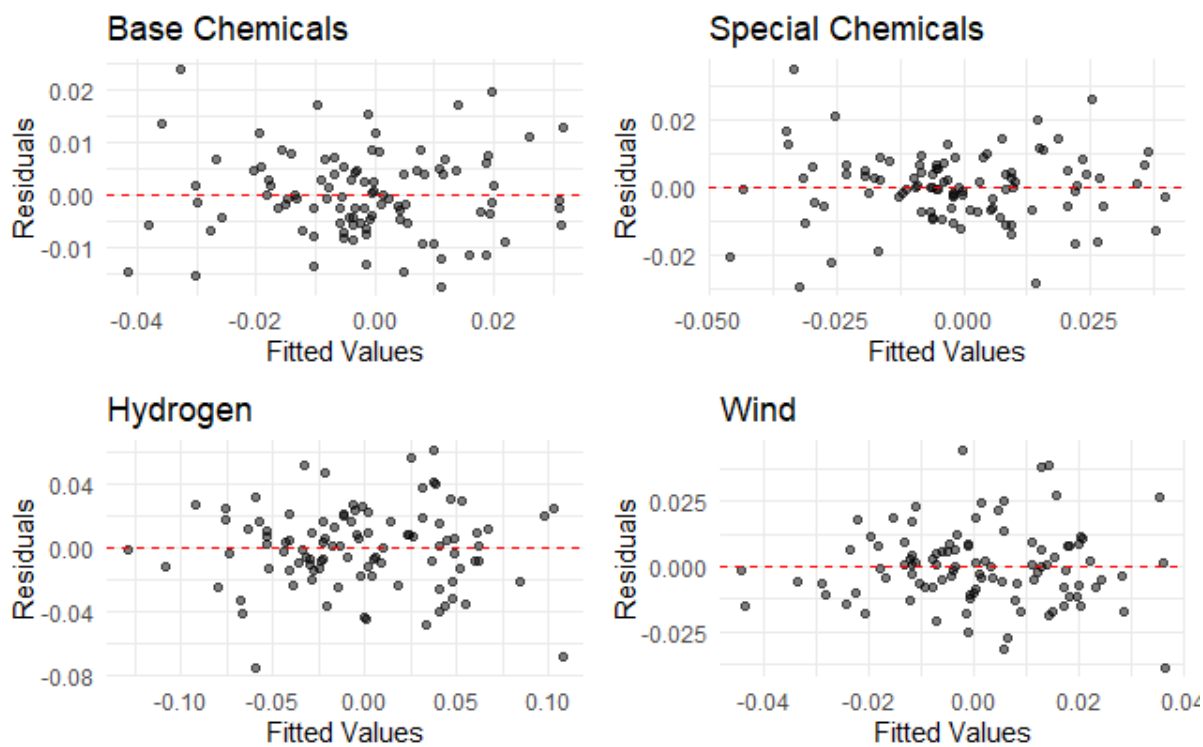 Base Chemicals
Residuals
0.02
0.01
0.00
-0.01
-0.04
-0.02
0.00
0.02
Fitted Values
Special Chemicals
Residuals
0.02
0.00
-0.02
-0.050
-0.025
0.000
0.025
Fitted Values
Hydrogen
Residuals
0.04
0.00
-0.04
-0.08
-0.10
-0.05
0.00
0.05
0.10
Fitted Values
Wind
Residuals
0.025
0.000
-0.025
-0.04
-0.02
0.00
0.02
0.04
Fitted Values